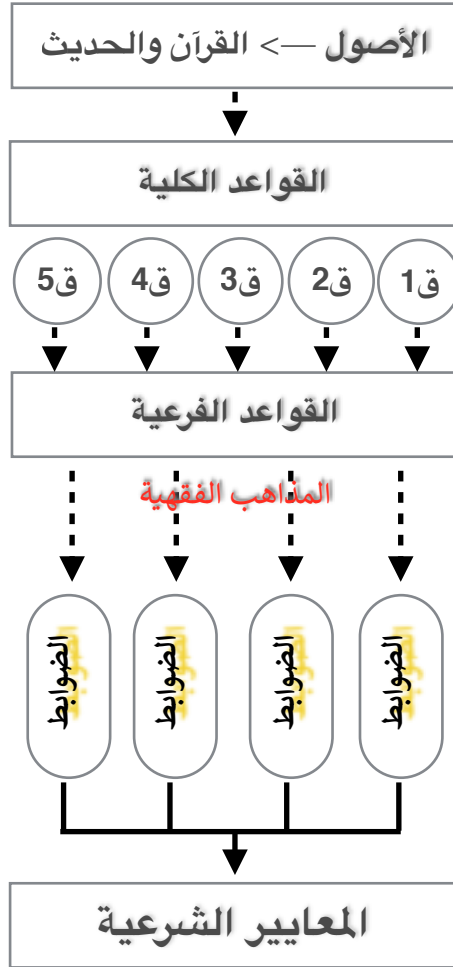 الأصول —> القرآن والحديث
القواعد الكلية
ق1 ق2 ق3 ق4 ق5
القواعد الفرعية
المذاهب الفقهية
الضوابط الضوابط الضوابط الضوابط
المعايير الشرعية